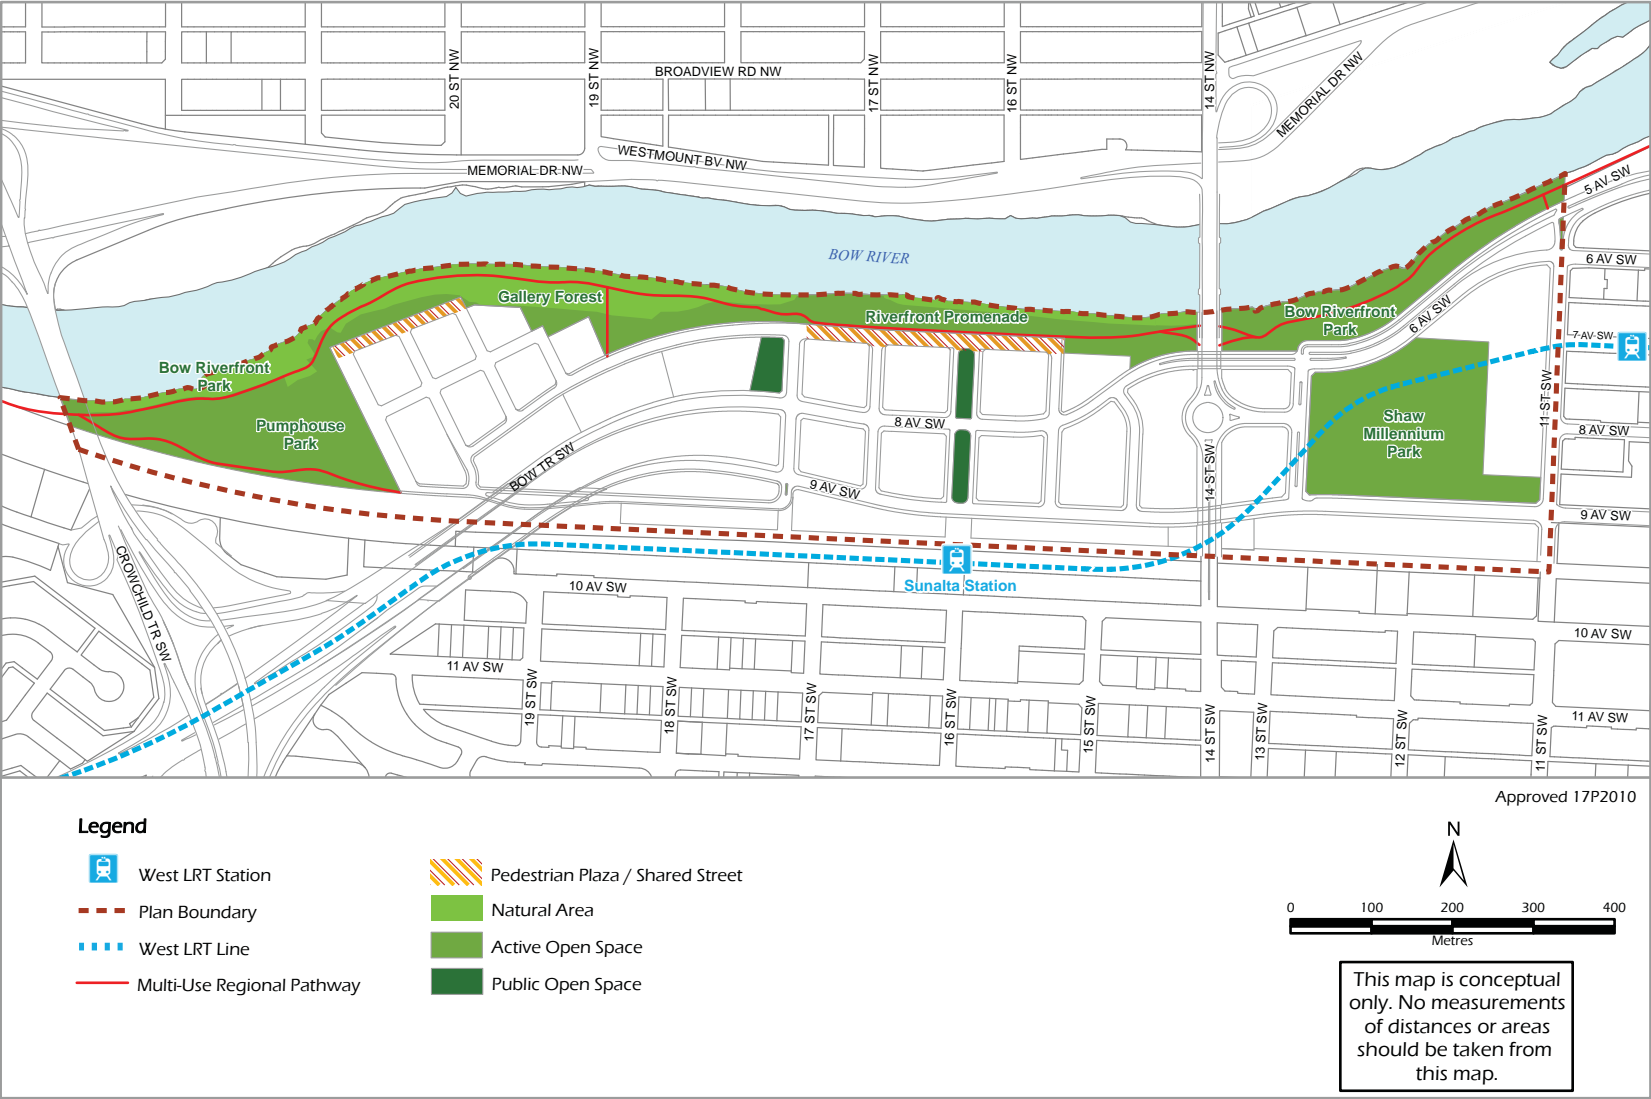 20 ST NW
19 ST NW
BROADVIEW RD NW
17 ST NW
16 ST NW
14 ST NW
MEMORIAL DR NW
WESTMOUNT BV NW
MEMORIAL DR NW
5 AV SW
BOW RIVER
6 AV SW
Gallery Forest
Riverfront Promenade
Bow Riverfront
Park
6 AV SW
7 AV SW
Bow Riverfront
Park
11 ST SW
Pumphouse
Park
8 AV SW
Shaw
Millennium
Park
8 AV SW
BOW TR SW
14 ST SW
9 AV SW
9 AV SW
CROWCHILD TR SW
Sunalta Station
10 AV SW
10 AV SW
11 AV SW
19 ST SW
18 ST SW
17 ST SW
16 ST SW
15 ST SW
14 ST SW
13 ST SW
12 ST SW
11 ST SW
11 AV SW
Approved 17P2010
Legend
West LRT Station
Plan Boundary
West LRT Line
Multi-Use Regional Pathway
Pedestrian Plaza / Shared Street
Natural Area
Active Open Space
Public Open Space
N
0 100 200 300 400
Metres
This map is conceptual
only. No measurements
of distances or areas
should be taken from
this map.